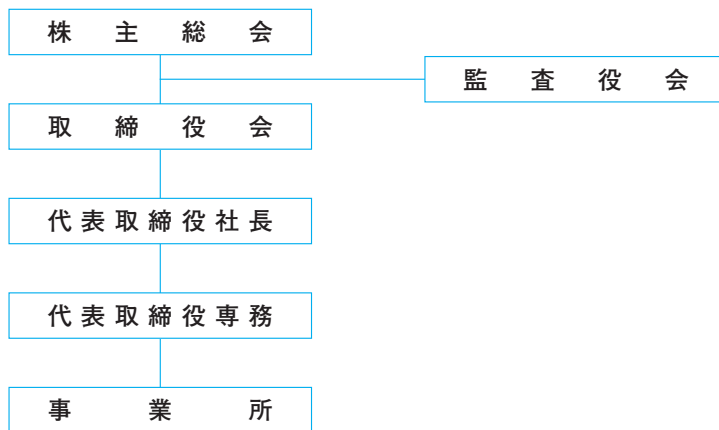 株主総会
監査役会
取締役会
代表取締役社長
代表取締役専務
事業所